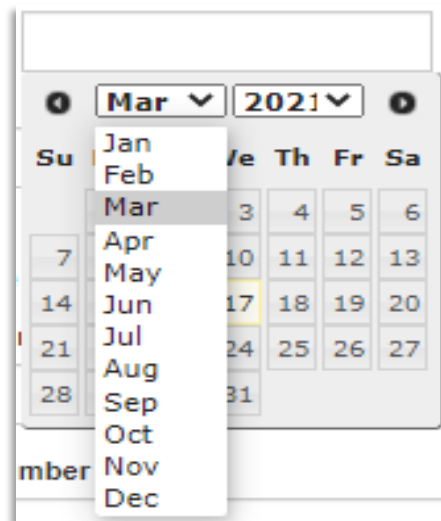 Mar 2021
Su We Th Fr Sa
Jan
Feb
Mar
Apr
May
Jun
Jul
Aug
Sep
Oct
Nov
Dec
3 4 5 6
7 10 11 12 13
14 17 18 19 20
21 24 25 26 27
28 31
mber